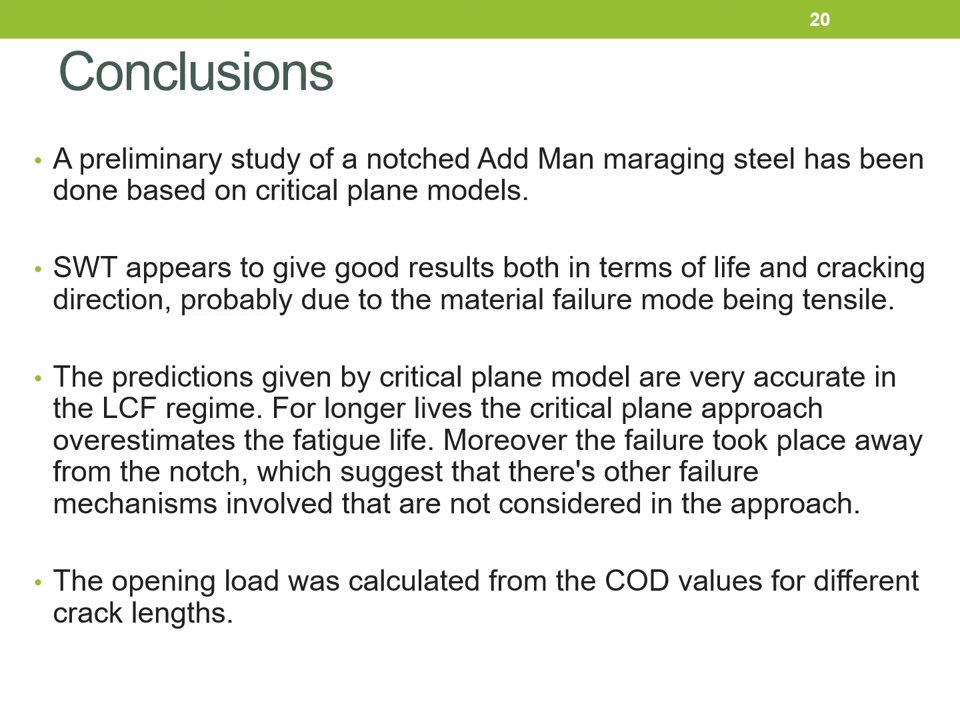 20
Conclusions
• A preliminary study of a notched Add Man maraging steel has been
done based on critical plane models.
• SWT appears to give good results both in terms of life and cracking
direction, probably due to the material failure mode being tensile.
• The predictions given by critical plane model are very accurate in
the LCF regime. For longer lives the critical plane approach
overestimates the fatigue life. Moreover the failure took place away
from the notch, which suggest that there's other failure
mechanisms involved that are not considered in the approach.
• The opening load was calculated from the COD values for different
crack lengths.